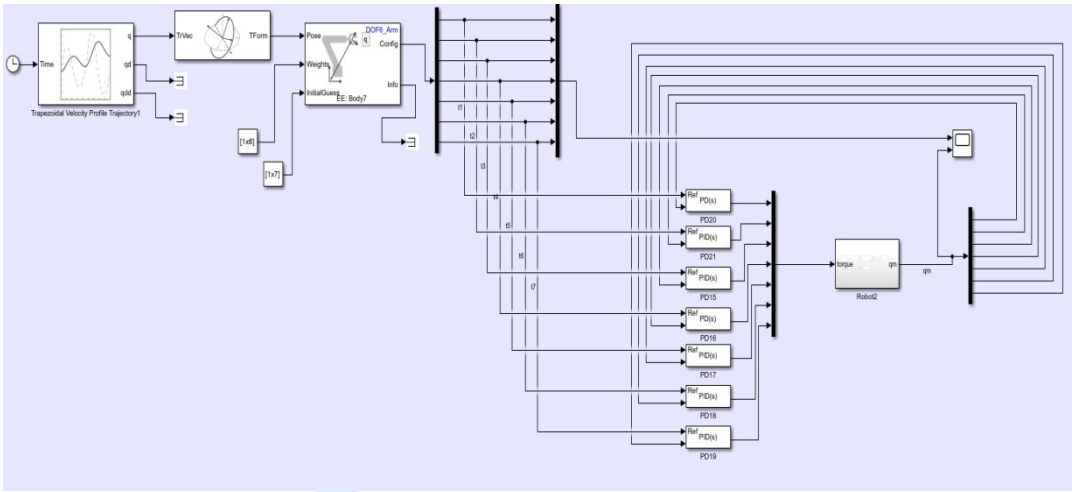 Time
q
qd
qdd
Trapezoidal Velocity Profile Trajectory1
TrVec
TForm
Pose
Weights
InitialGuess
DOF6_Arm
q
Config
Info
EE: Body7
[1x6]
[1x7]
t1
t2
t3
t4
t5
t6
t7
Ref
PD(s)
PD20
Ref
PID(s)
PD21
Ref
PID(s)
PD15
Ref
PD(s)
PD16
Ref
PID(s)
PD17
Ref
PID(s)
PD18
Ref
PID(s)
PD19
torque
qm
Robot2
qm